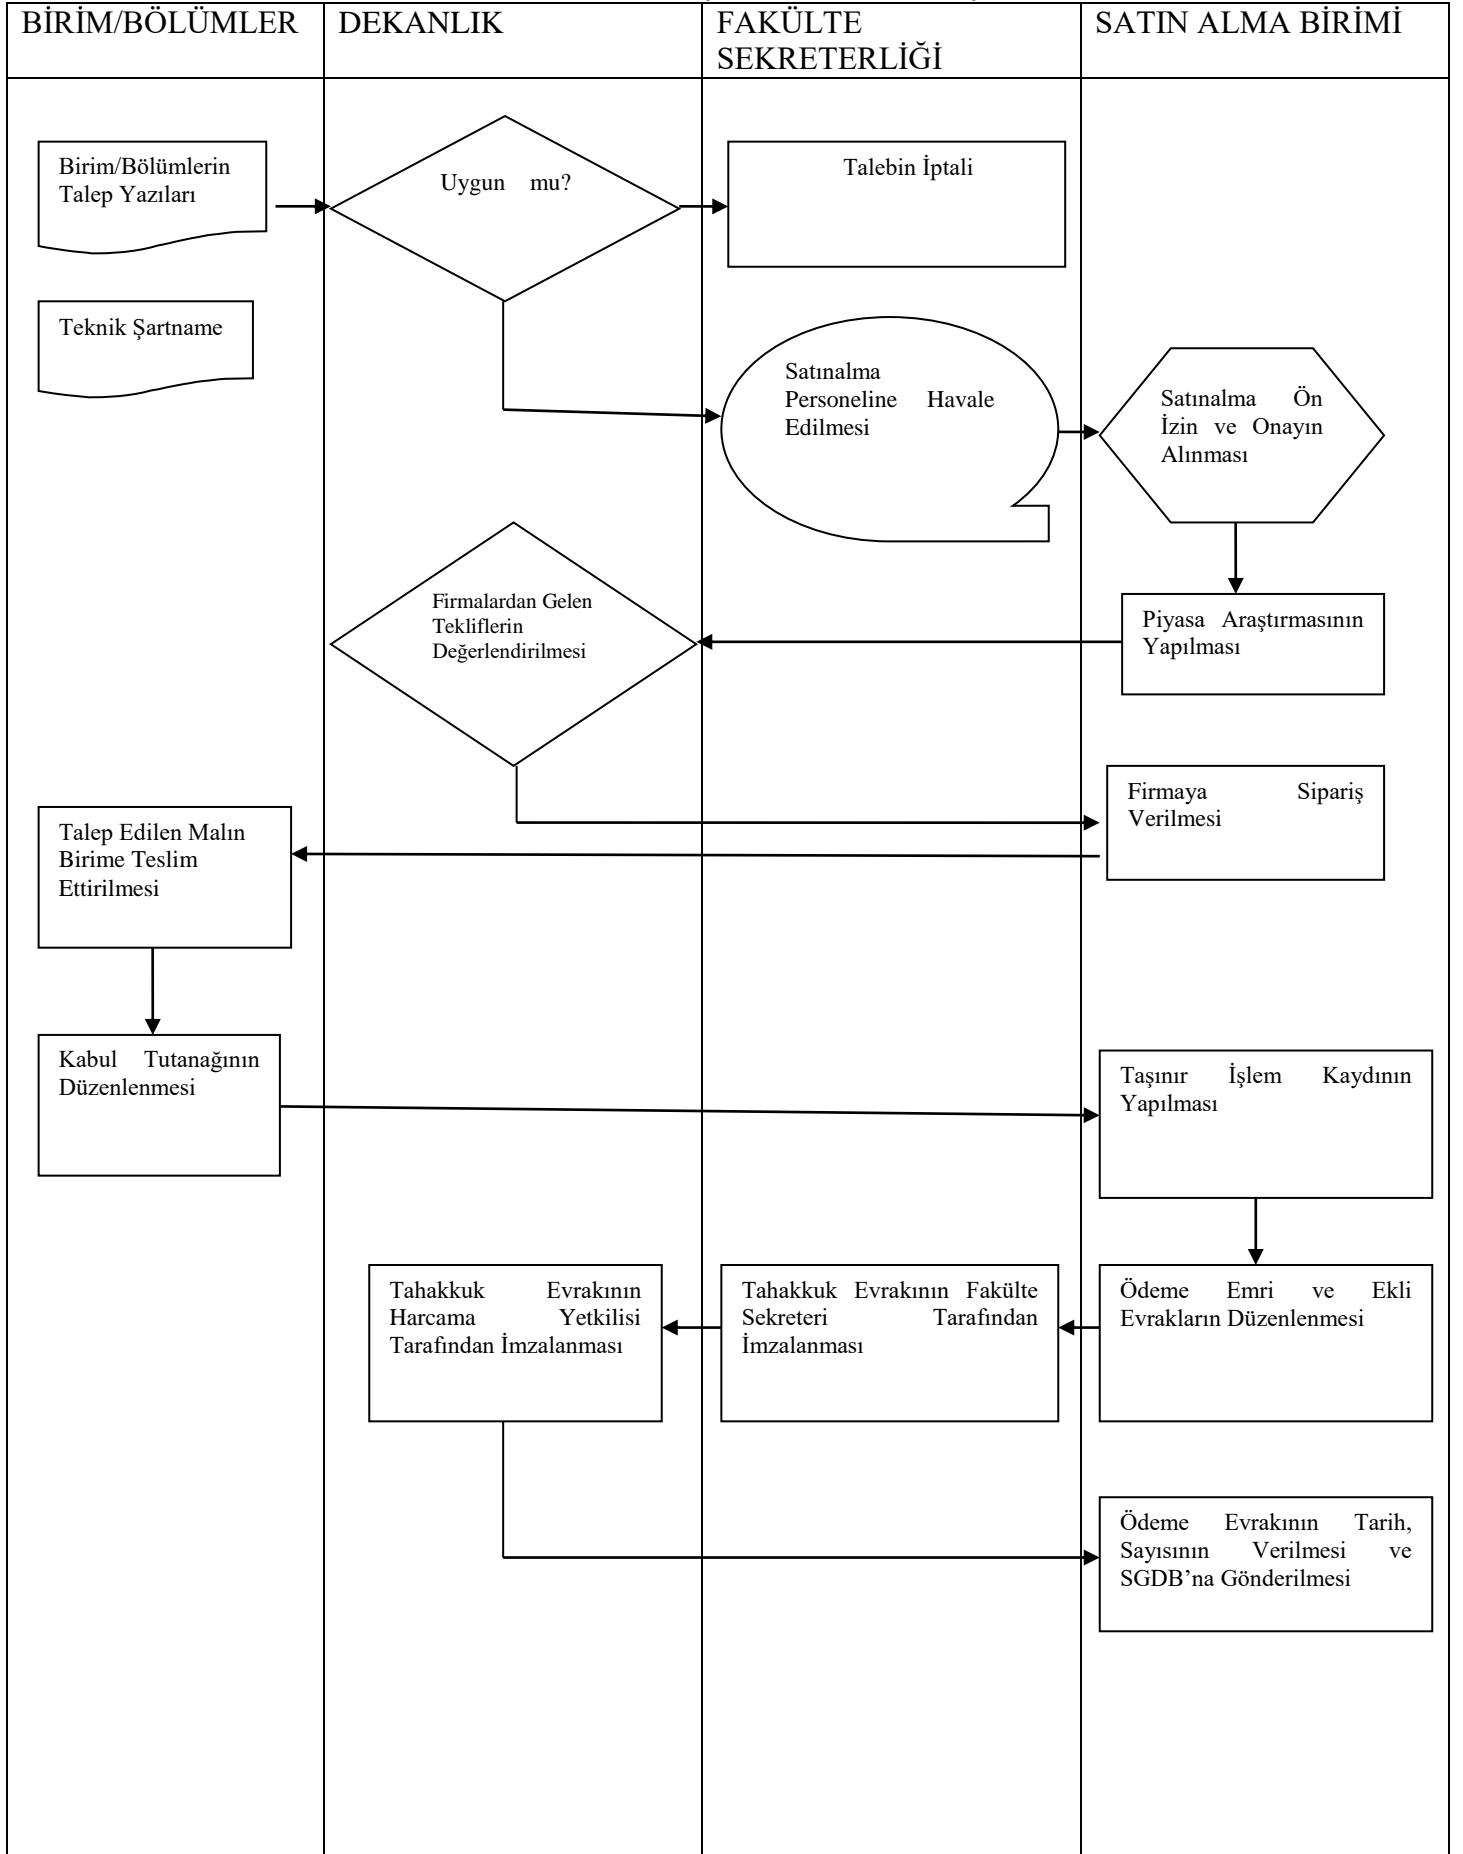 BİRİM/BÖLÜMLER
DEKANLIK
FAKÜLTE
SEKRETERLİĞİ
SATIN ALMA BİRİMİ
Birim/Bölümlerin
Talep Yazıları
Uygun mu?
Talebin İptali
Teknik Şartname
Satınalma
Personeline Havale
Edilmesi
Satınalma Ön
İzin ve Onayın
Alınması
Firmalardan Gelen
Tekliflerin
Değerlendirilmesi
Piyasa Araştırmasının
Yapılması
Firmaya Sipariş
Verilmesi
Talep Edilen Malın
Birime Teslim
Ettirilmesi
Kabul Tutanağının
Düzenlenmesi
Taşınır İşlem Kaydının
Yapılması
Tahakkuk Evrakının
Harcama Yetkilisi
Tarafından İmzalanması
Tahakkuk Evrakının Fakülte
Sekreteri Tarafından
İmzalanması
Ödeme Emri ve Ekli
Evrakların Düzenlenmesi
Ödeme Evrakının Tarih,
Sayısının Verilmesi ve
SGDB’na Gönderilmesi